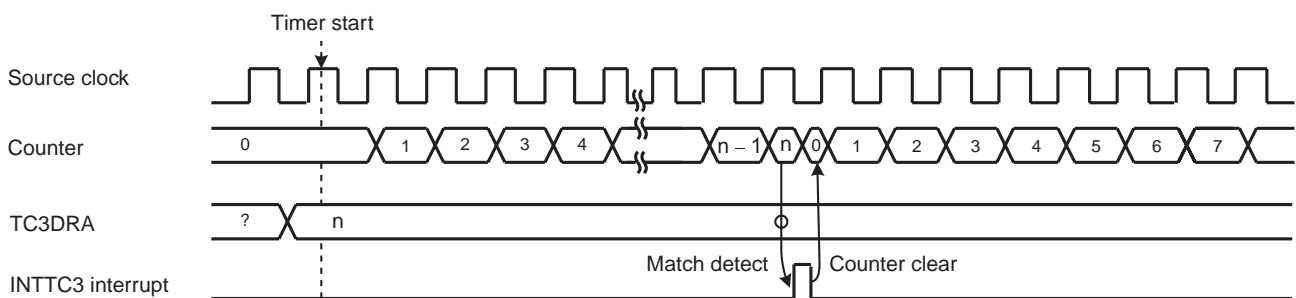 Timer start
Source clock
Counter 0 1 2 3 4 n – 1 n 0 1 2 3 4 5 6 7
TC3DRA ? n
Match detect Counter clear
INTTC3 interrupt